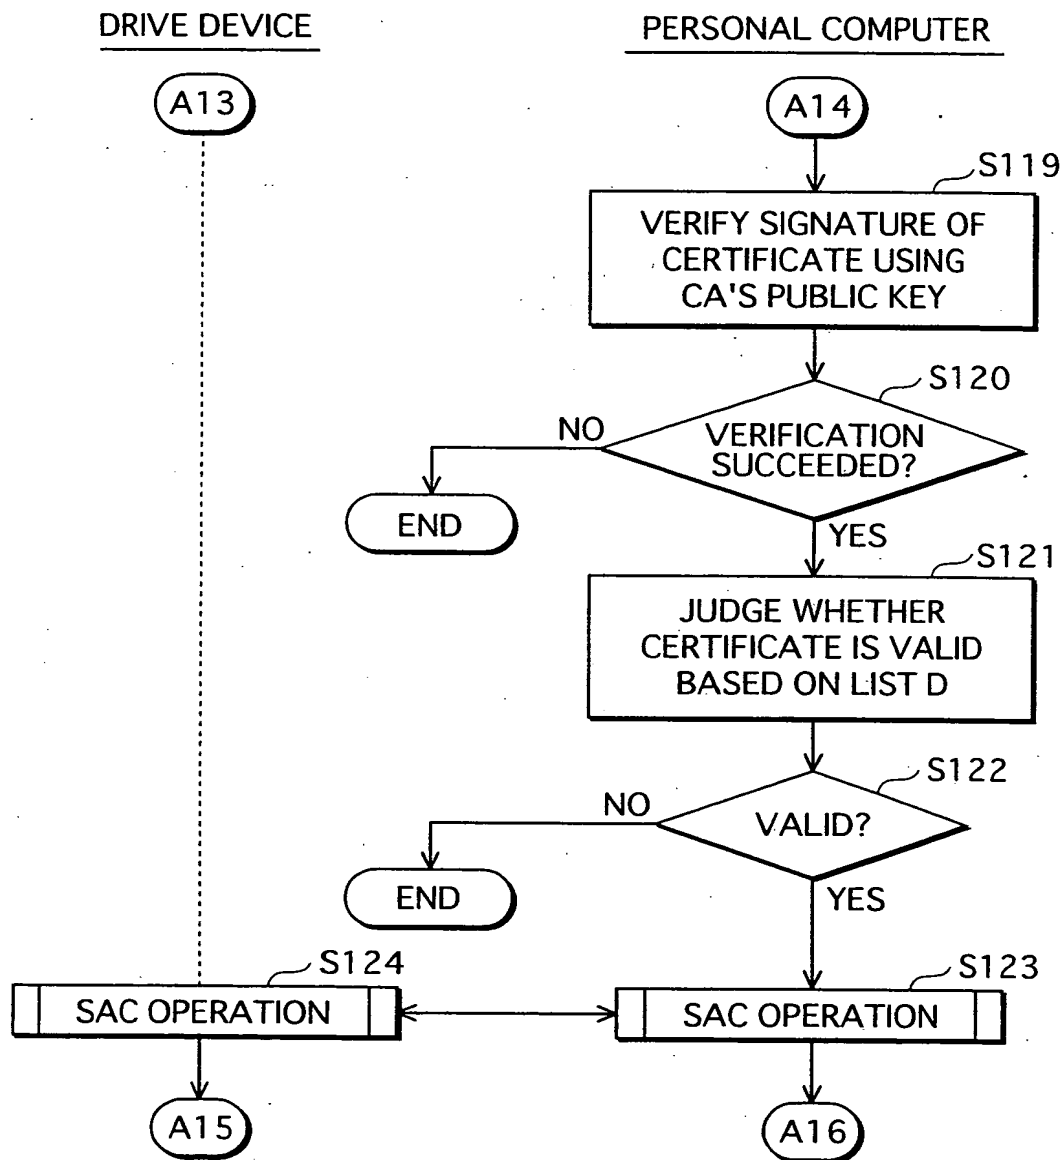 DRIVE DEVICE
PERSONAL COMPUTER
A13
A14
S119
VERIFY SIGNATURE OF
CERTIFICATE USING
CA'S PUBLIC KEY
S120
VERIFICATION
SUCCEEDED?
NO
END
YES
S121
JUDGE WHETHER
CERTIFICATE IS VALID
BASED ON LIST D
S122
VALID?
NO
END
YES
S124
SAC OPERATION
S123
SAC OPERATION
A15
A16